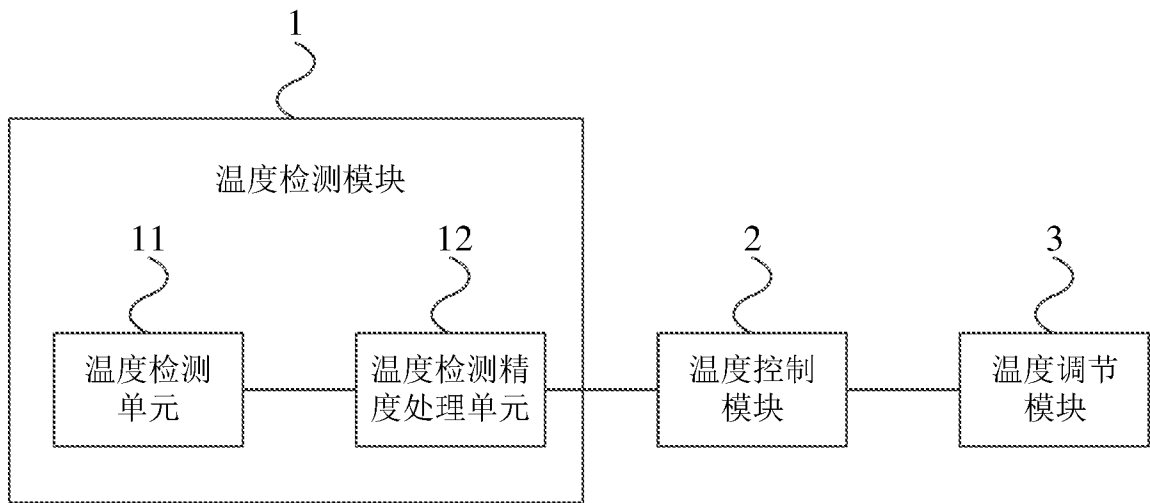 1
温度检测模块
11
12
2
3
温度检测
单元
温度检测精
度处理单元
温度控制
模块
温度调节
模块